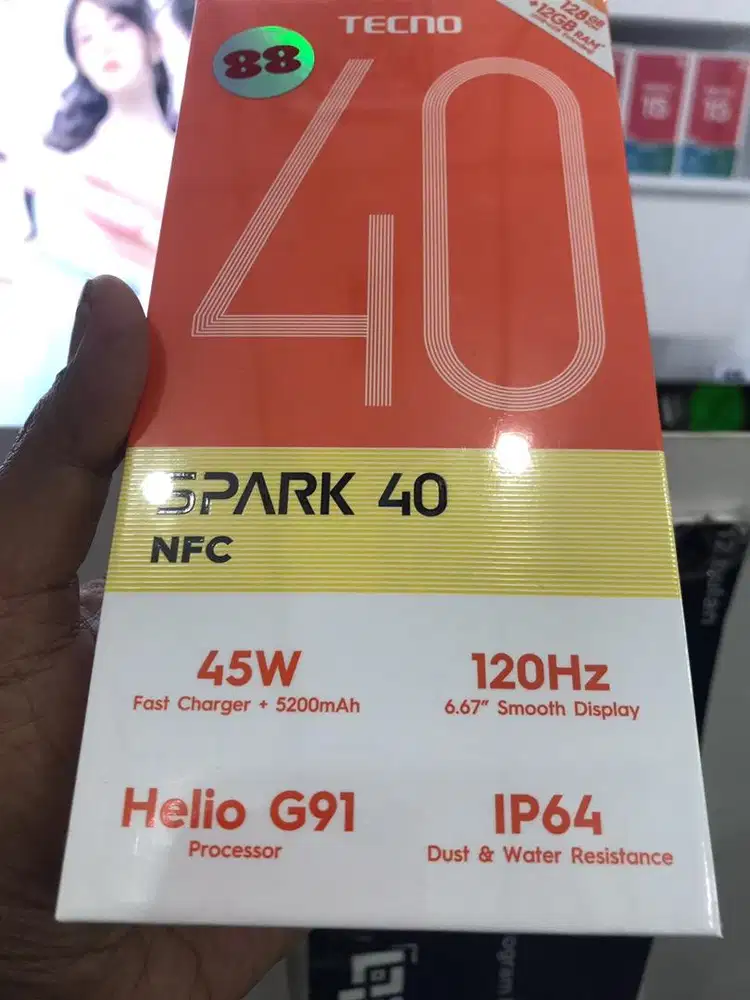 TECNO
128GB
+12GB RAM*
88
40
SPARK 40
NFC
45W
Fast Charger + 5200mAh
120Hz
6.67" Smooth Display
Helio G91
Processor
IP64
Dust & Water Resistance